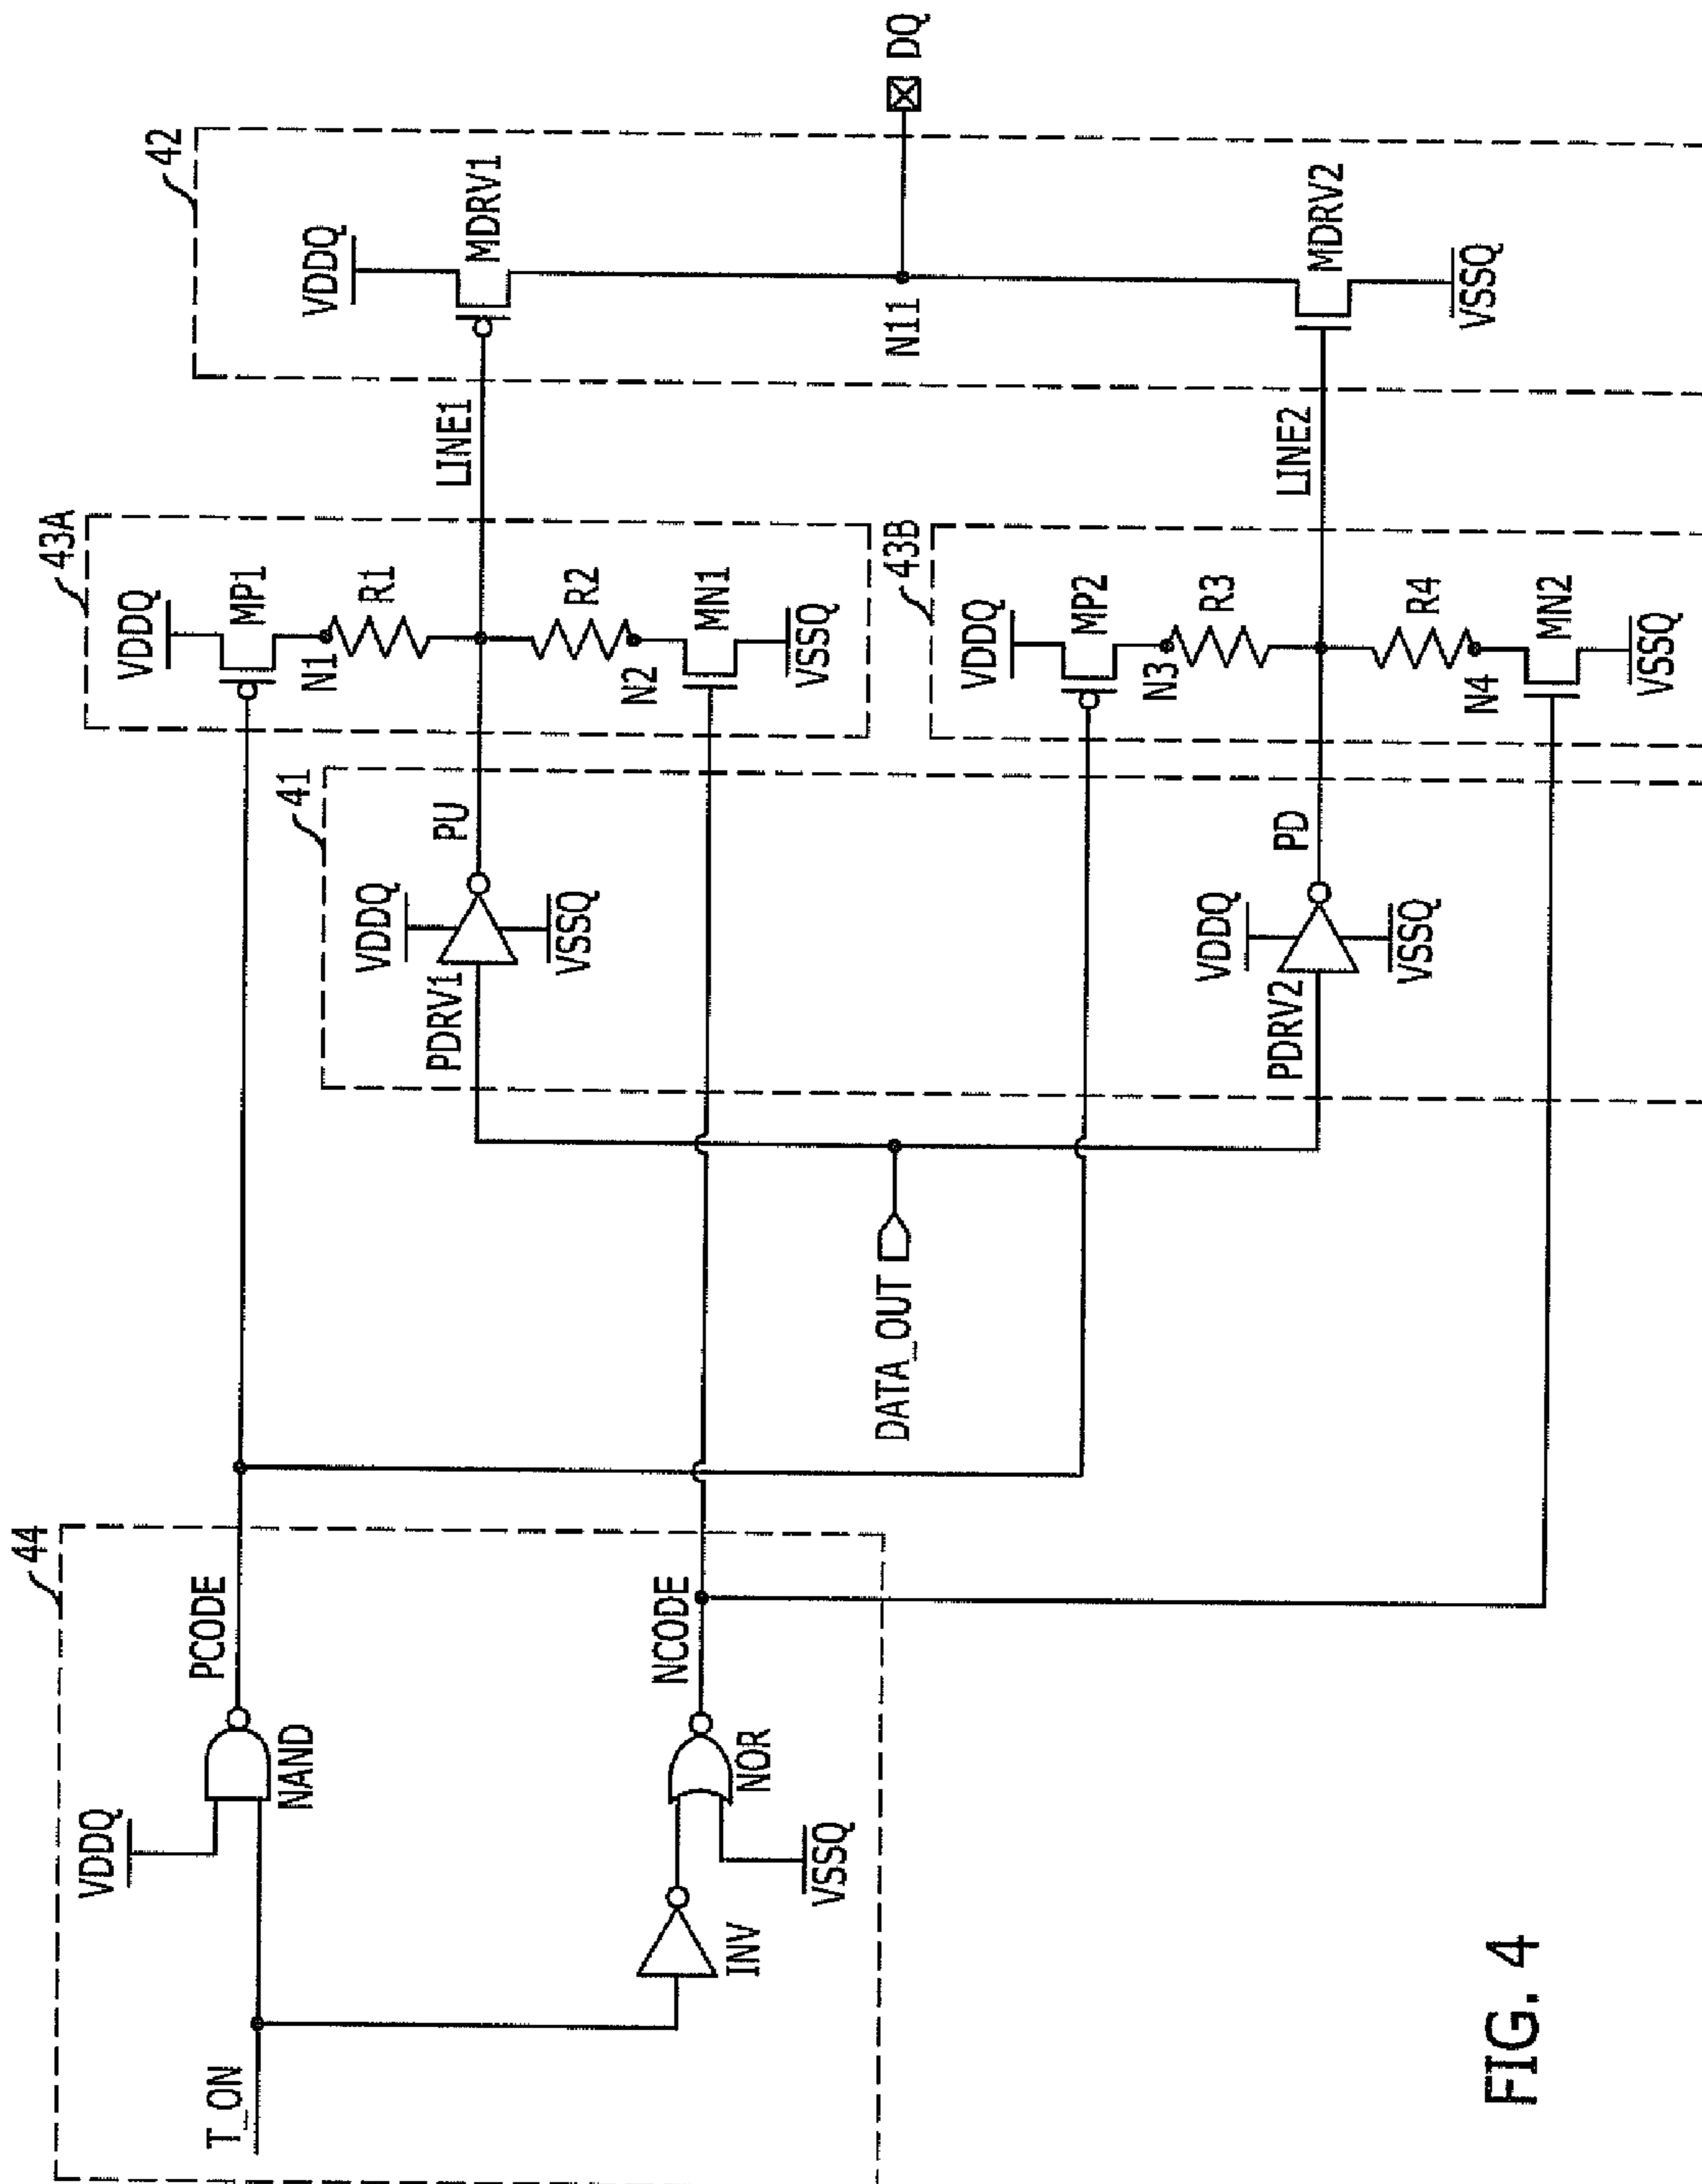 44
VDDQ
T_ON
NAND
PCODE
INV
NOR
VSSQ
NCODE
DATA_OUT
41
VDDQ
PDRV1
PU
VSSQ
VDDQ
PDRV2
PD
VSSQ
43A
VDDQ
MP1
N1
R1
R2
N2
MN1
VSSQ
43B
VDDQ
MP2
N3
R3
R4
N4
MN2
VSSQ
LINE1
LINE2
42
VDDQ
MDRV1
N11
MDRV2
VSSQ
DQ
FIG. 4